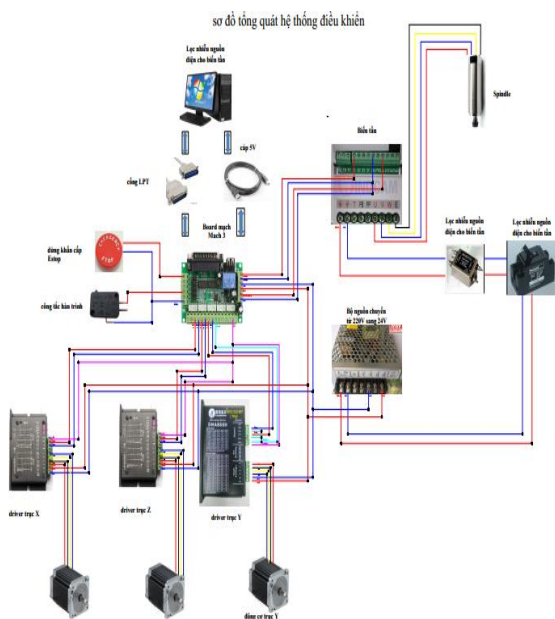 sơ đồ tổng quát hệ thống điều khiển
Lọc nhiễu nguồn
điện cho biến tần
cáp 5V
cổng LPT
Board mạch
Mach 3
dừng khẩn cấp
Estop
công tắc hàn trình
Biến tần
Spindle
Lọc nhiễu nguồn
điện cho biến tần
Lọc nhiễu nguồn
điện cho biến tần
Bộ nguồn chuyển
từ 220V sang 24V
driver trục X
driver trục Z
driver trục Y
động cơ trục Y